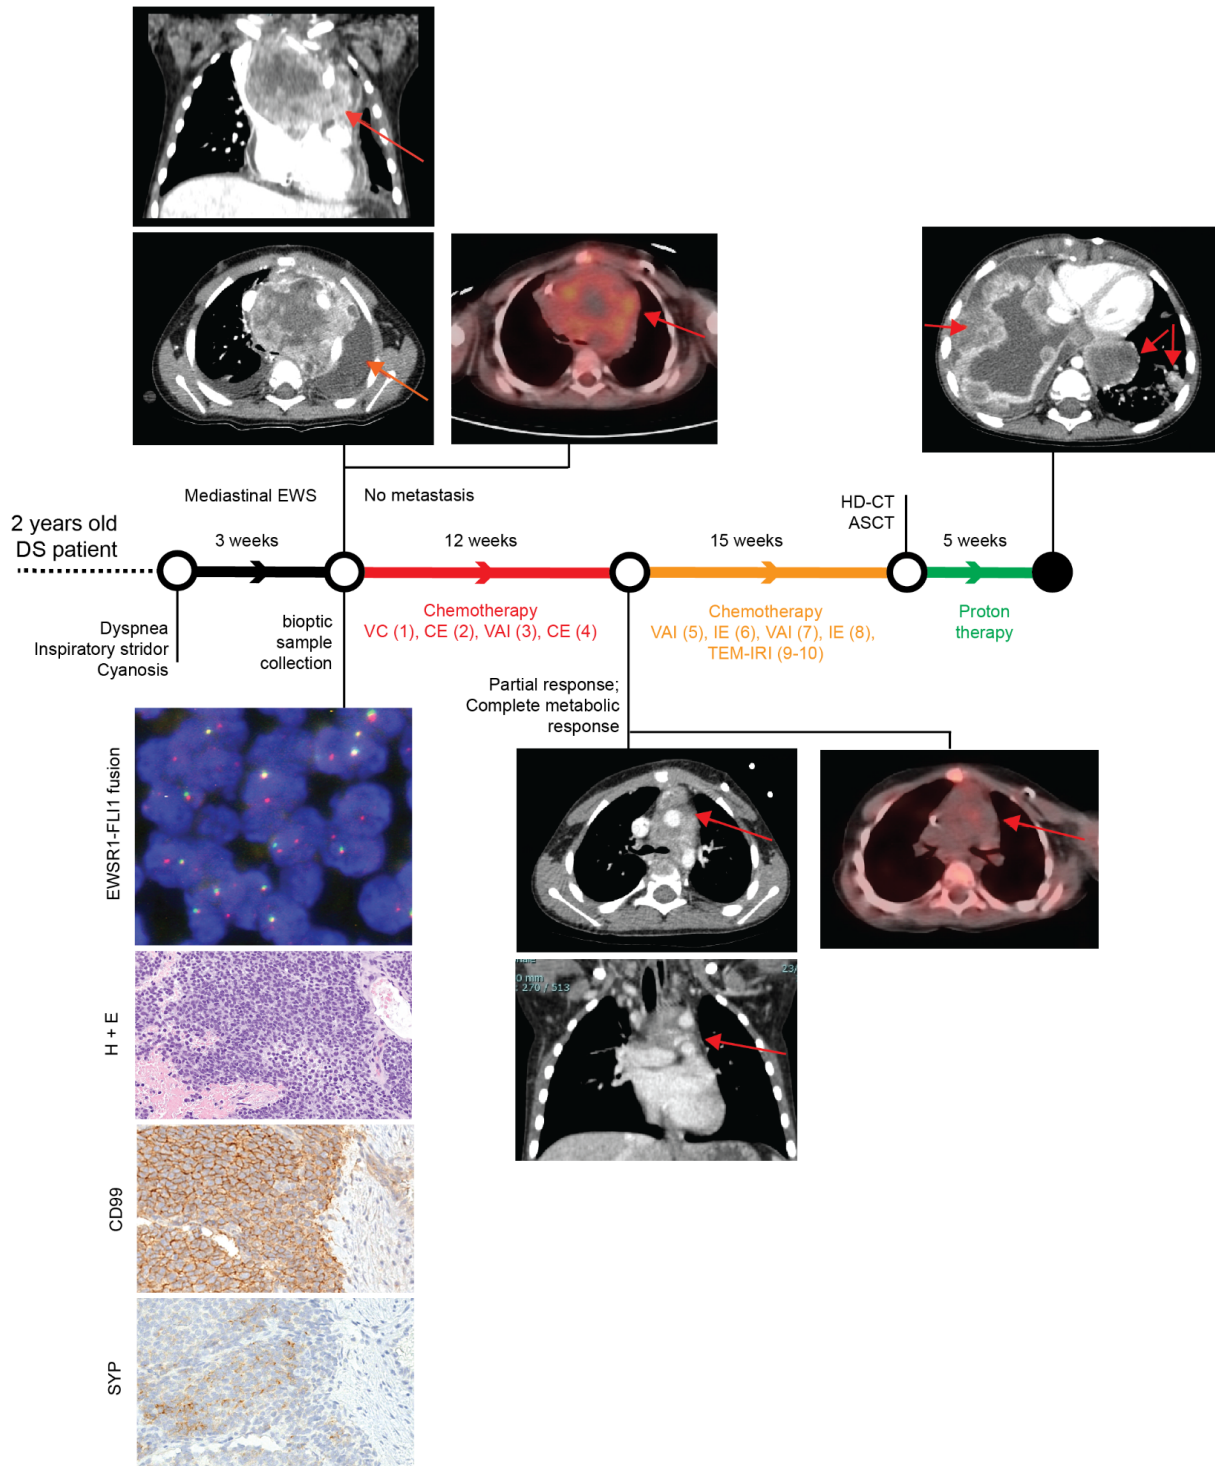 Mediastinal EWS
No metastasis
2 years old
DS patient
3 weeks
12 weeks
15 weeks
HD-CT
ASCT
5 weeks
Dyspnea
Inspiratory stridor
Cyanosis
bioptic
sample
collection
Chemotherapy
VC (1), CE (2), VAI (3), CE (4)
Chemotherapy
VAI (5), IE (6), VAI (7), IE (8),
TEM-IRI (9-10)
Proton
therapy
Partial response;
Complete metabolic
response
EWSR1-FLI1 fusion
H + E
CD99
SYP
0 mm
270 / 513